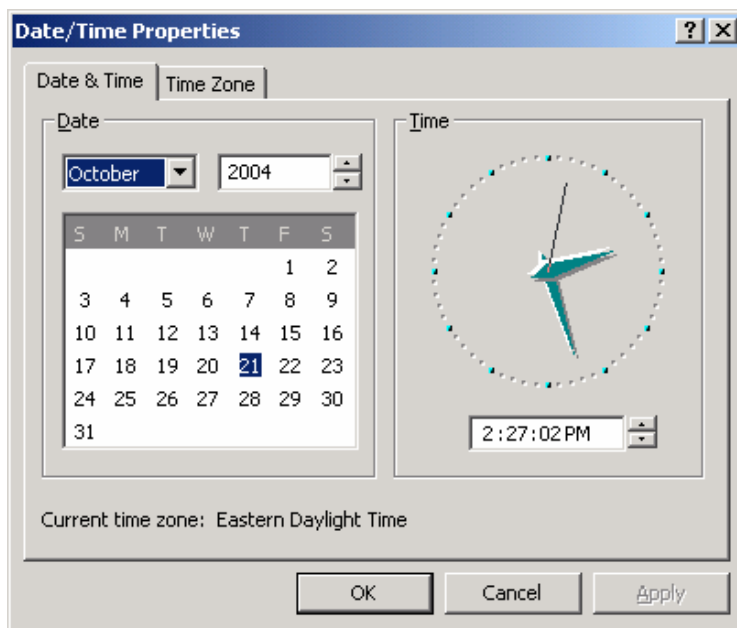 Date/Time Properties
Date & Time Time Zone
Date
October 2004
S M T W T F S
1 2
3 4 5 6 7 8 9
10 11 12 13 14 15 16
17 18 19 20 21 22 23
24 25 26 27 28 29 30
31
Time
2:27:02 PM
Current time zone: Eastern Daylight Time
OK Cancel Apply